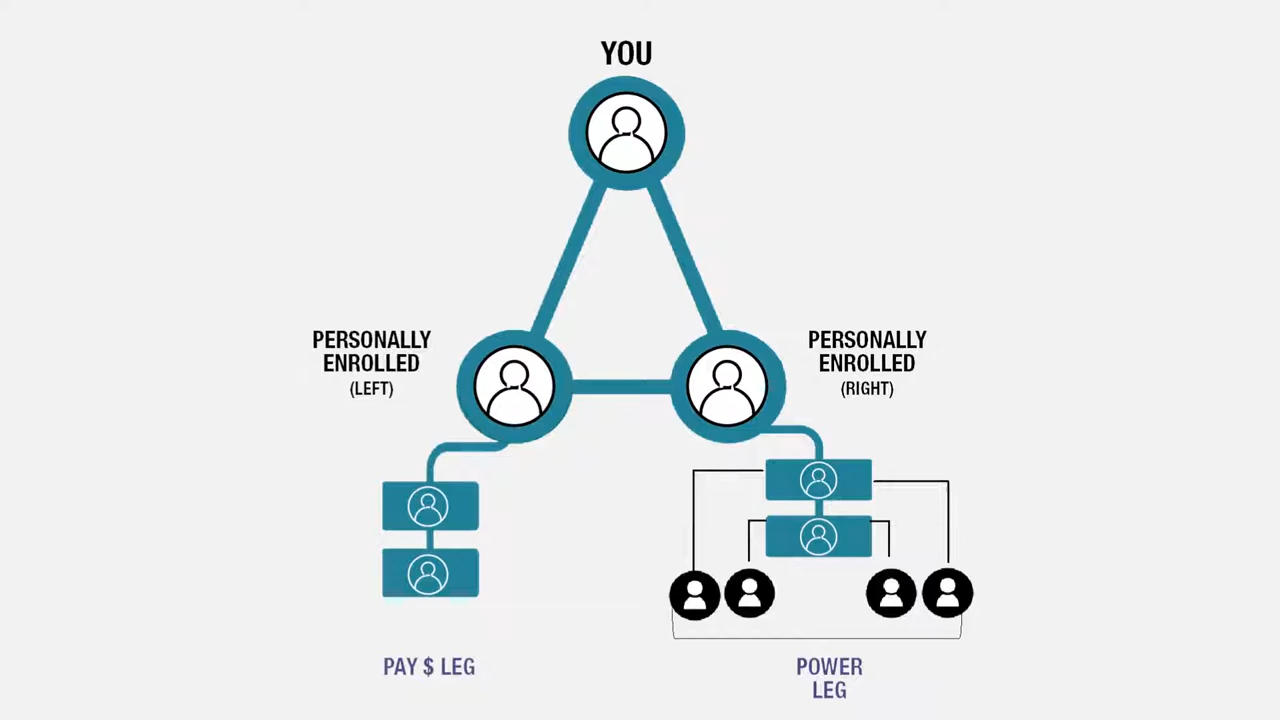 YOU
PERSONALLY
ENROLLED
(LEFT)
PERSONALLY
ENROLLED
(RIGHT)
PAY $ LEG
POWER
LEG